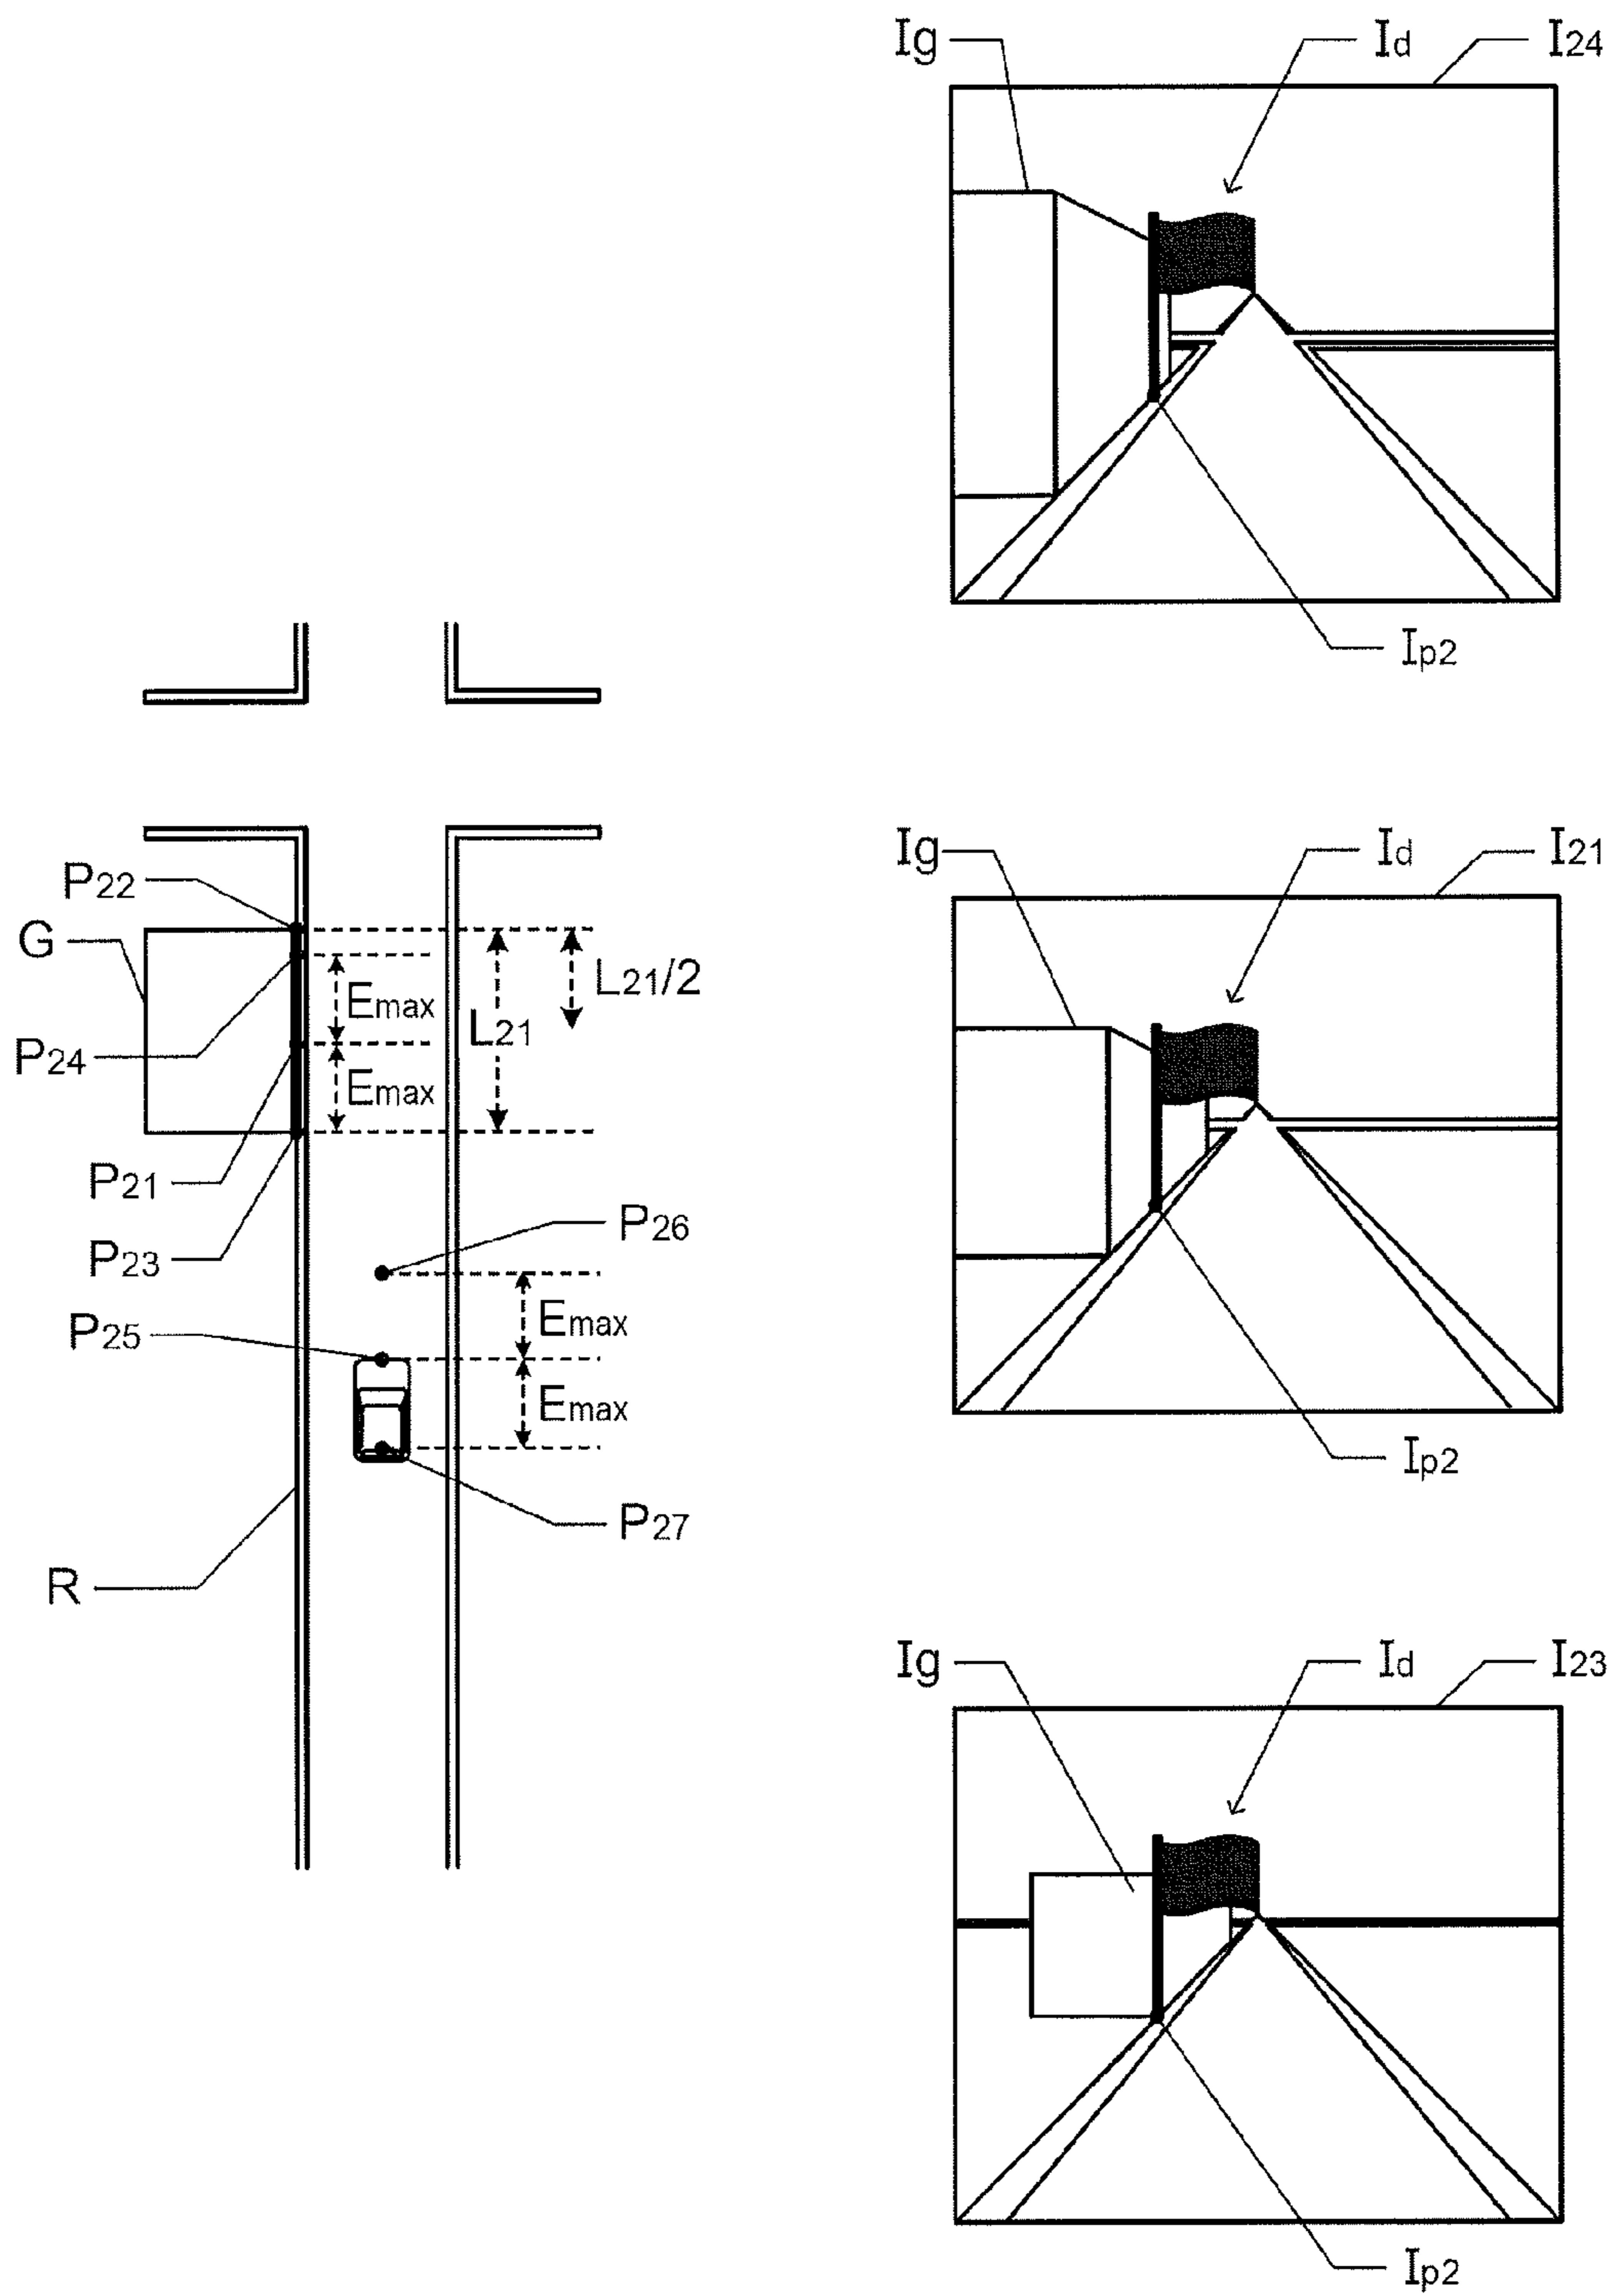 Ig Id I24
Ip2
P22
G
L21/2
Emax
L21
P24
Emax
P21
P23
P26
P25
Emax
Emax
P27
R
Ig Id I21
Ip2
Ig Id I23
Ip2